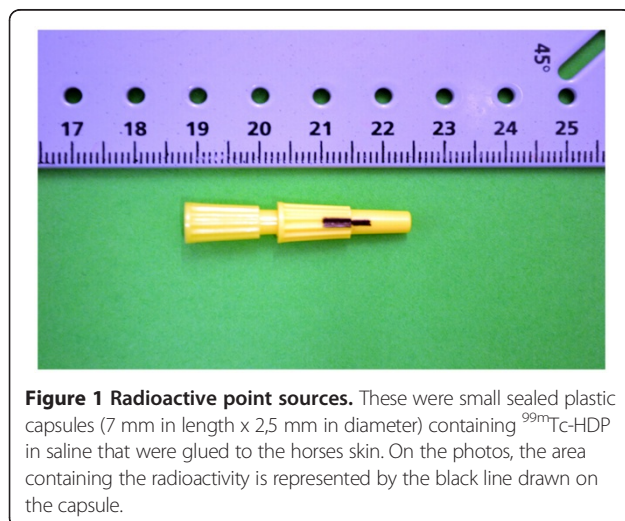 45°
17 18 19 20 21 22 23 24 25
Figure 1 Radioactive point sources. These were small sealed plastic
capsules (7 mm in length x 2,5 mm in diameter) containing ⁹⁹ᵐTc-HDP
in saline that were glued to the horses skin. On the photos, the area
containing the radioactivity is represented by the black line drawn on
the capsule.